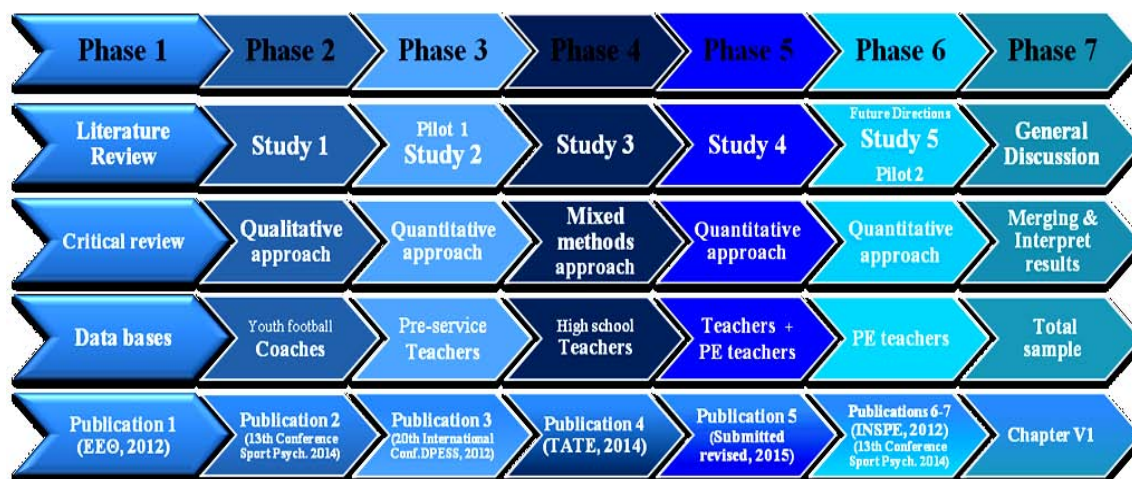 Phase 1 Phase 2 Phase 3 Phase 4 Phase 5 Phase 6 Phase 7
Literature
Review
Study 1
Pilot 1
Study 2
Study 3
Study 4
Future Directions
Study 5
Pilot 2
General
Discussion
Critical review
Qualitative
approach
Quantitative
approach
Mixed
methods
approach
Quantitative
approach
Quantitative
approach
Merging &
Interpret
results
Data bases
Youth football
Coaches
Pre-service
Teachers
High school
Teachers
Teachers +
PE teachers
PE teachers
Total
sample
Publication 1
(ΕΕΘ, 2012)
Publication 2
(13th Conference
Sport Psych. 2014)
Publication 3
(20th International
Conf.DPESS, 2012)
Publication 4
(TATE, 2014)
Publication 5
(Submitted
revised, 2015)
Publications 6-7
(INSPE, 2012)
(13th Conference
Sport Psych. 2014)
Chapter V1